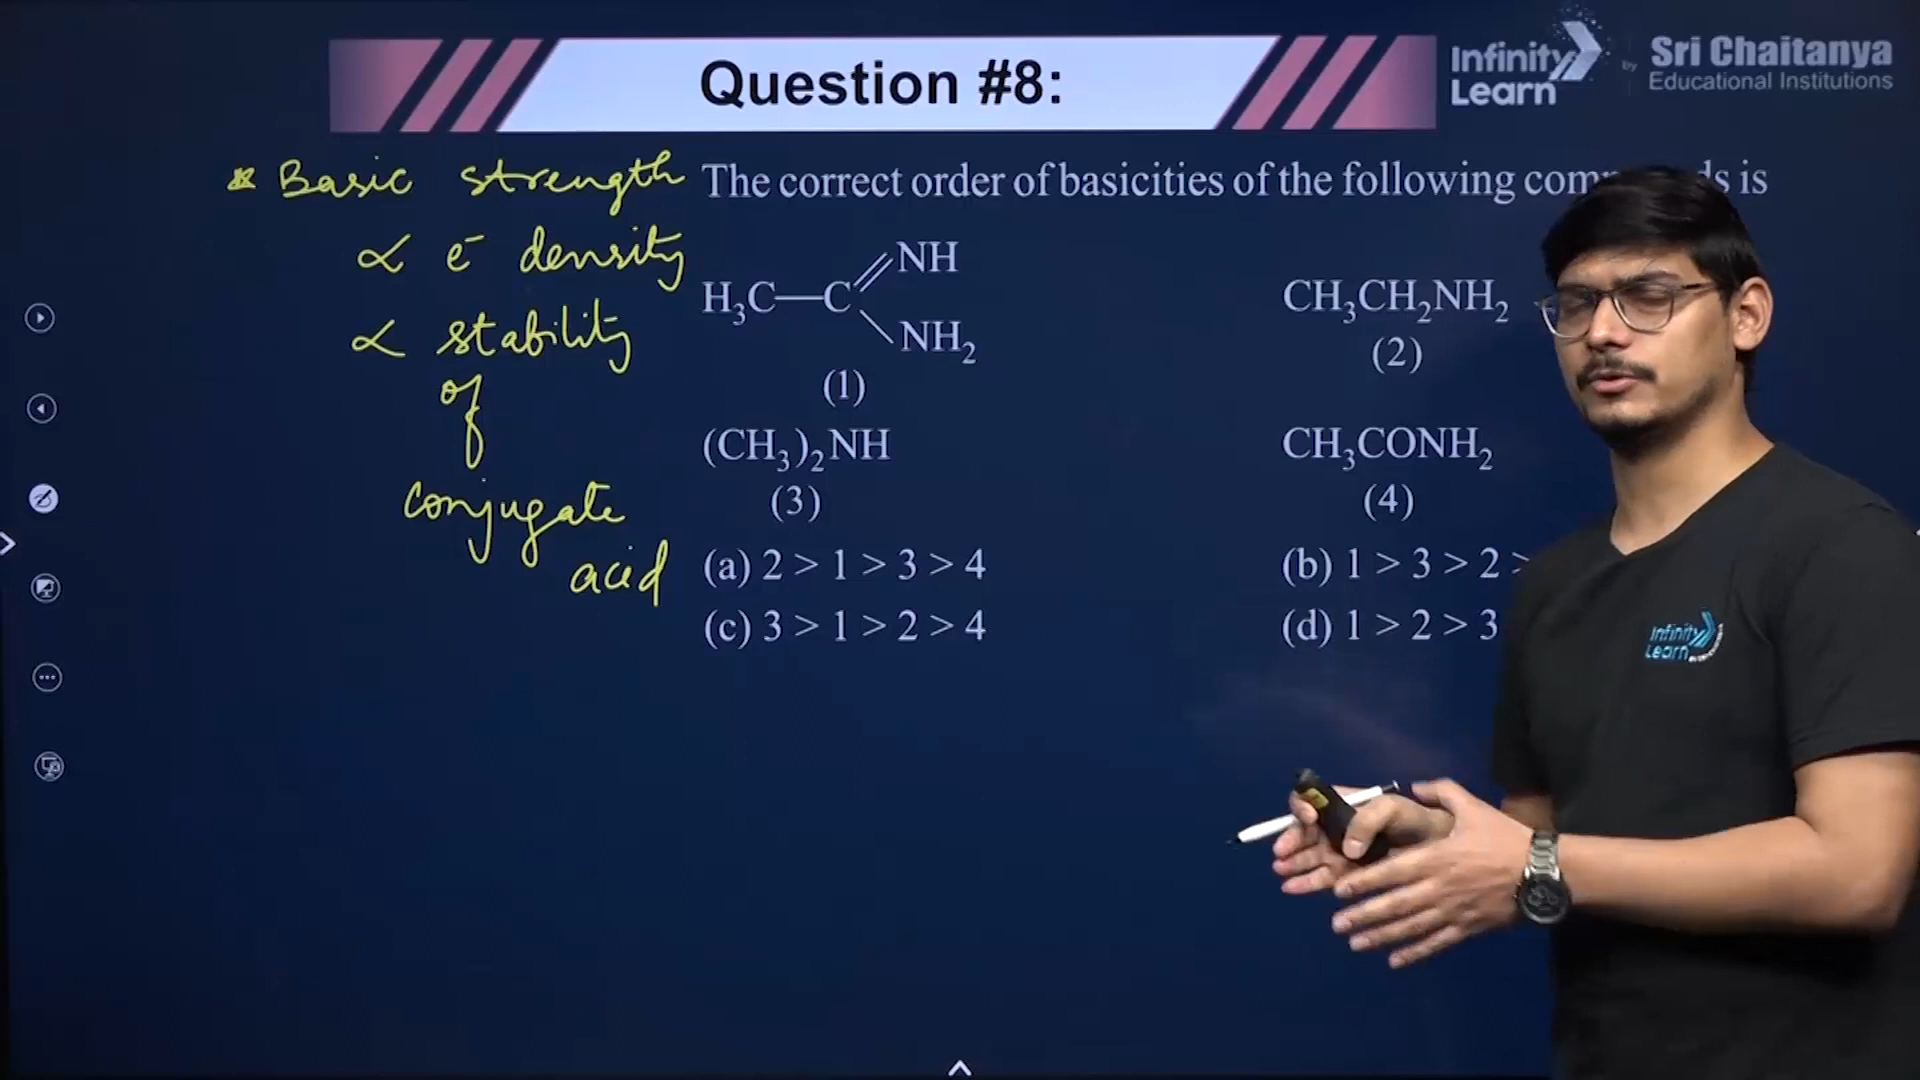 Question #8:
Infinity
Learn
by
Sri Chaitanya
Educational Institutions
* Basic strength
∝ e⁻ density
∝ stability
of
conjugate
acid
The correct order of basicities of the following is
H₃C—C
NH
NH₂
(1)
CH₃CH₂NH₂
(2)
(CH₃)₂NH
(3)
CH₃CONH₂
(4)
(a) 2 > 1 > 3 > 4
(b) 1 > 3 > 2 >
(c) 3 > 1 > 2 > 4
(d) 1 > 2 > 3
Infinity
Learn